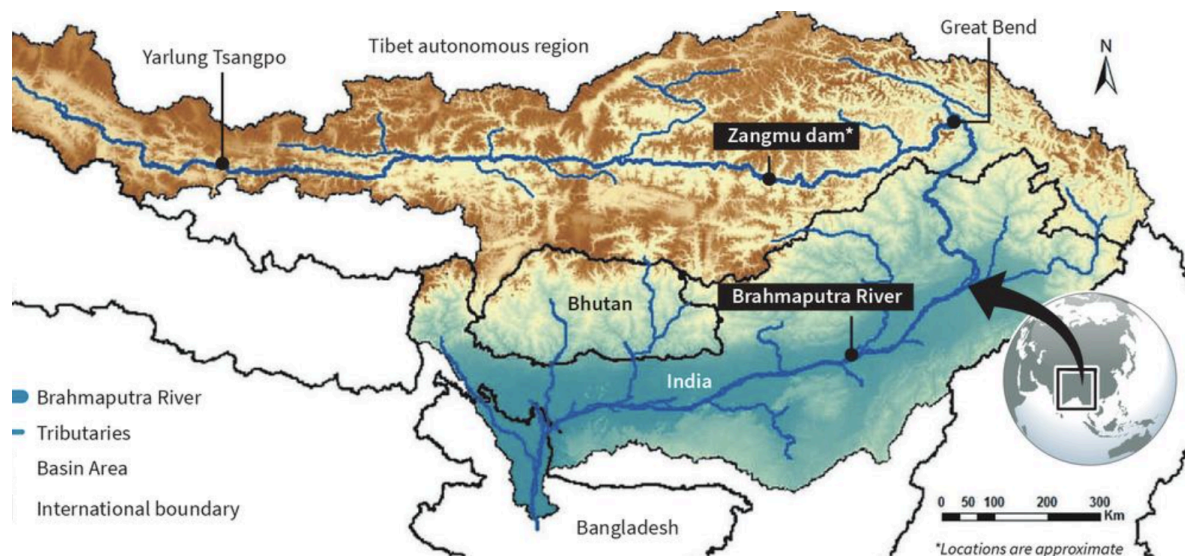 Great Bend
Tibet autonomous region
Yarlung Tsangpo
N
Zangmu dam*
Brahmaputra River
Bhutan
India
Brahmaputra River
Tributaries
Basin Area
International boundary
Bangladesh
0 50 100 200 300
Km
*Locations are approximate